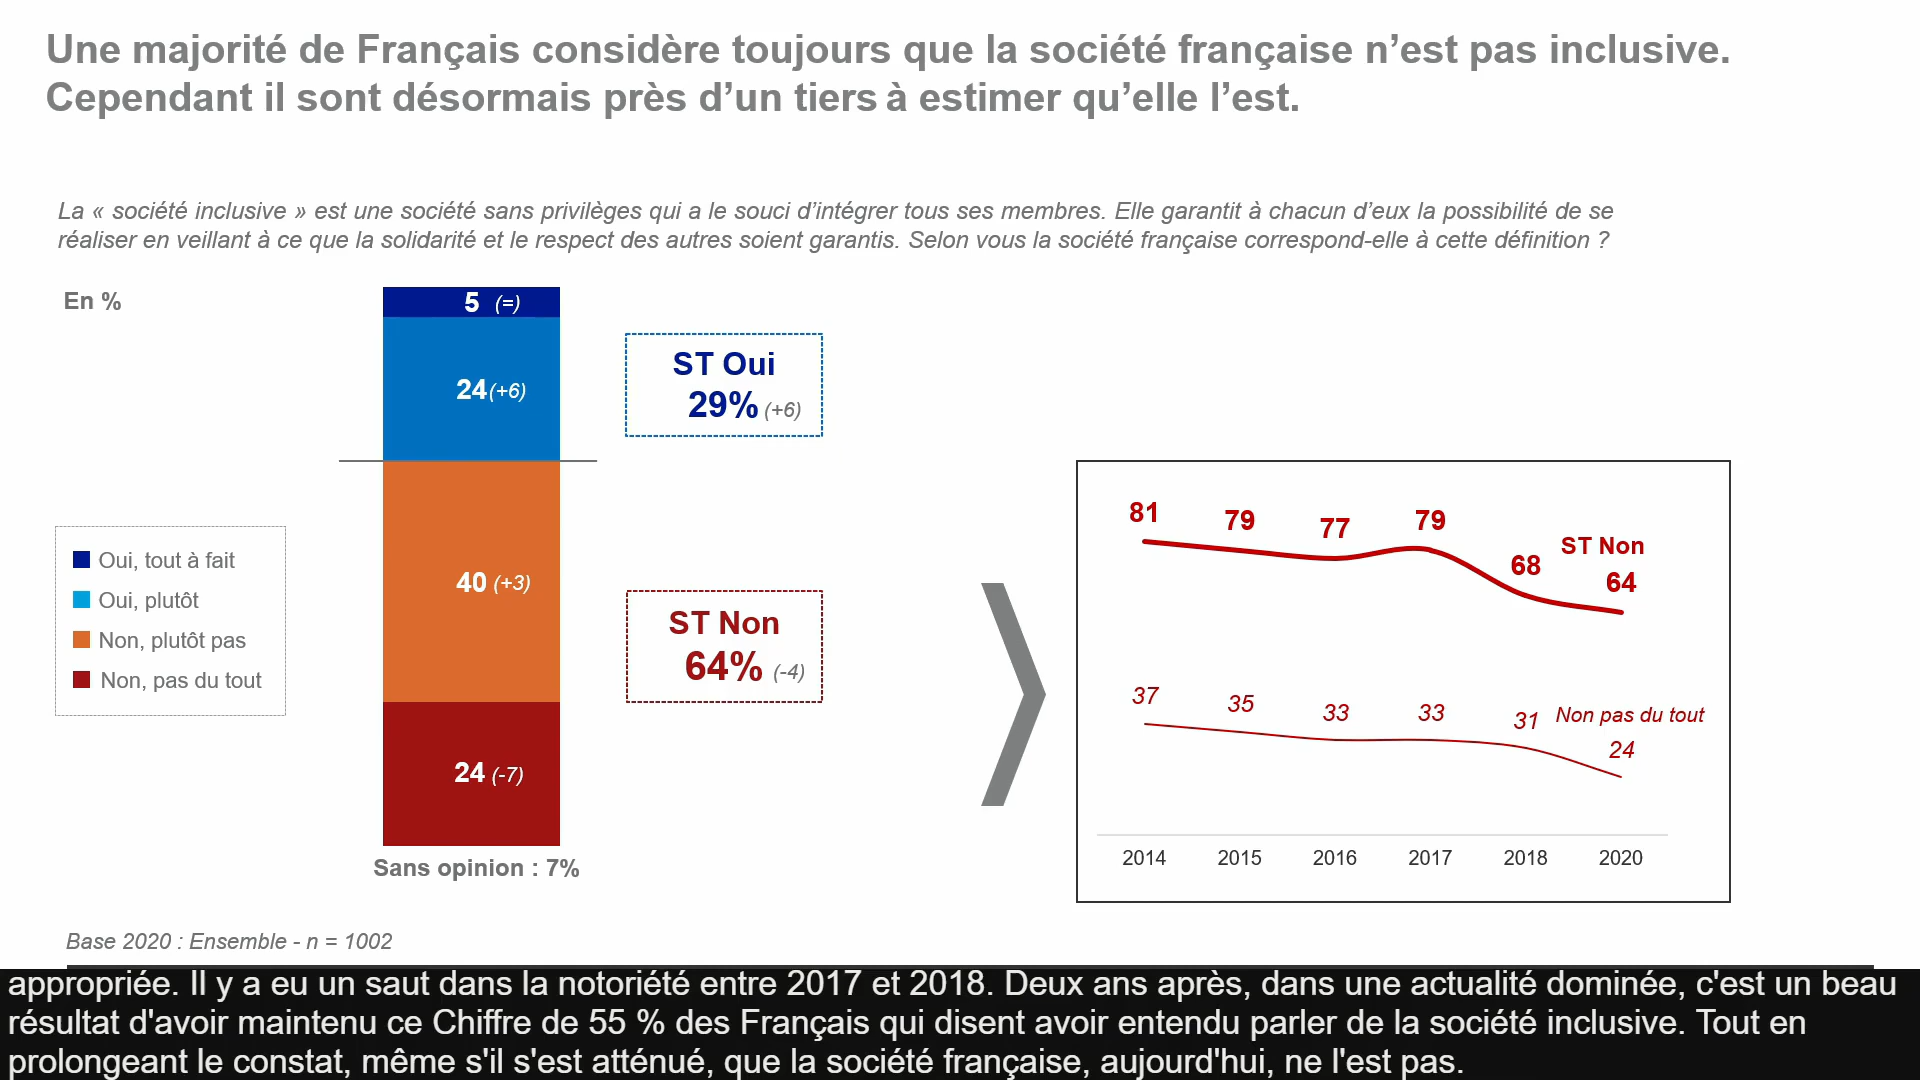 Une majorité de Français considère toujours que la société française n’est pas inclusive.
Cependant il sont désormais près d’un tiers à estimer qu’elle l’est.
La « société inclusive » est une société sans privilèges qui a le souci d’intégrer tous ses membres. Elle garantit à chacun d’eux la possibilité de se
réaliser en veillant à ce que la solidarité et le respect des autres soient garantis. Selon vous la société française correspond-elle à cette définition ?
En %
5 (=)
24 (+6)
40 (+3)
24 (-7)
Sans opinion : 7%
ST Oui
29% (+6)
ST Non
64% (-4)
Oui, tout à fait
Oui, plutôt
Non, plutôt pas
Non, pas du tout
81 79 77 79 68 64
ST Non
37 35 33 33 31 24
Non pas du tout
2014 2015 2016 2017 2018 2020
Base 2020 : Ensemble - n = 1002
appropriée. Il y a eu un saut dans la notoriété entre 2017 et 2018. Deux ans après, dans une actualité dominée, c'est un beau
résultat d'avoir maintenu ce Chiffre de 55 % des Français qui disent avoir entendu parler de la société inclusive. Tout en
prolongeant le constat, même s'il s'est atténué, que la société française, aujourd'hui, ne l'est pas.